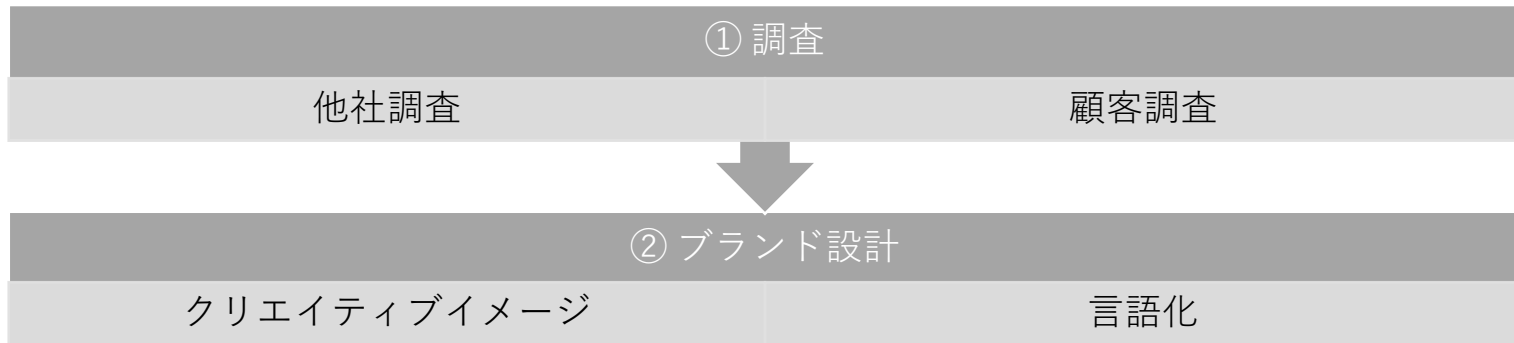 ① 調査
他社調査
顧客調査
② ブランド設計
クリエイティブイメージ
言語化